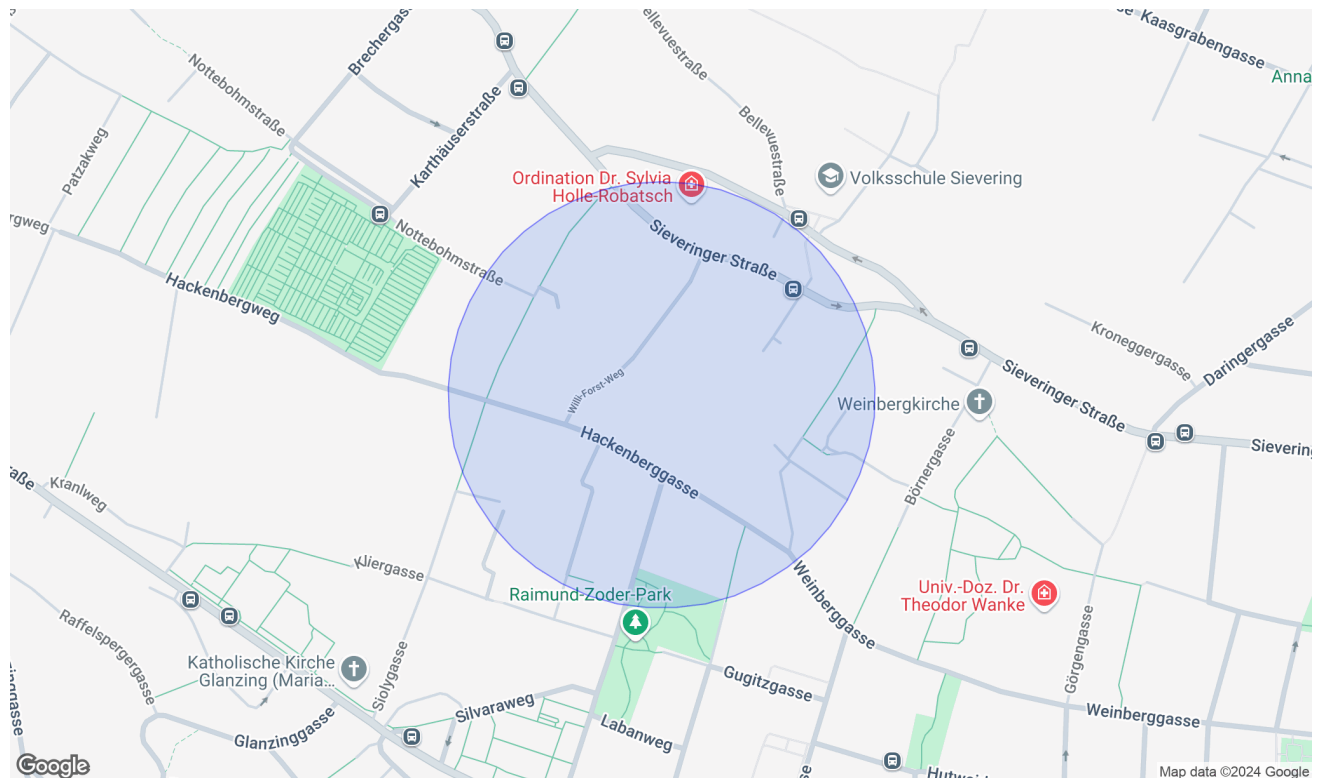 Brechergasse
Bellevuestraße
Kaasgrabengasse
Anna
Nottebohmstraße
Karthäuserstraße
Patzakweg
Bellevuestraße
Ordination Dr. Sylvia
Holle-Robatsch
Volksschule Sievering
ergweg
Nottebohmstraße
Sieveringer Straße
Hackenbergweg
Kroneggergasse
Daringergasse
Willi-Forst-Weg
Sieveringer Straße
Weinbergkirche
Hackenberggasse
Sievering
Börnergasse
raße
Kranlweg
Kliergasse
Raimund-Zoder-Park
Weinberggasse
Univ.-Doz. Dr.
Theodor Wanke
Raffelspergergasse
Katholische Kirche
Glanzing (Maria...
Siolygasse
Görgengasse
Gugitzgasse
Silvaraweg
Weinberggasse
Glanzinggasse
Labanweg
Google
Map data ©2024 Google